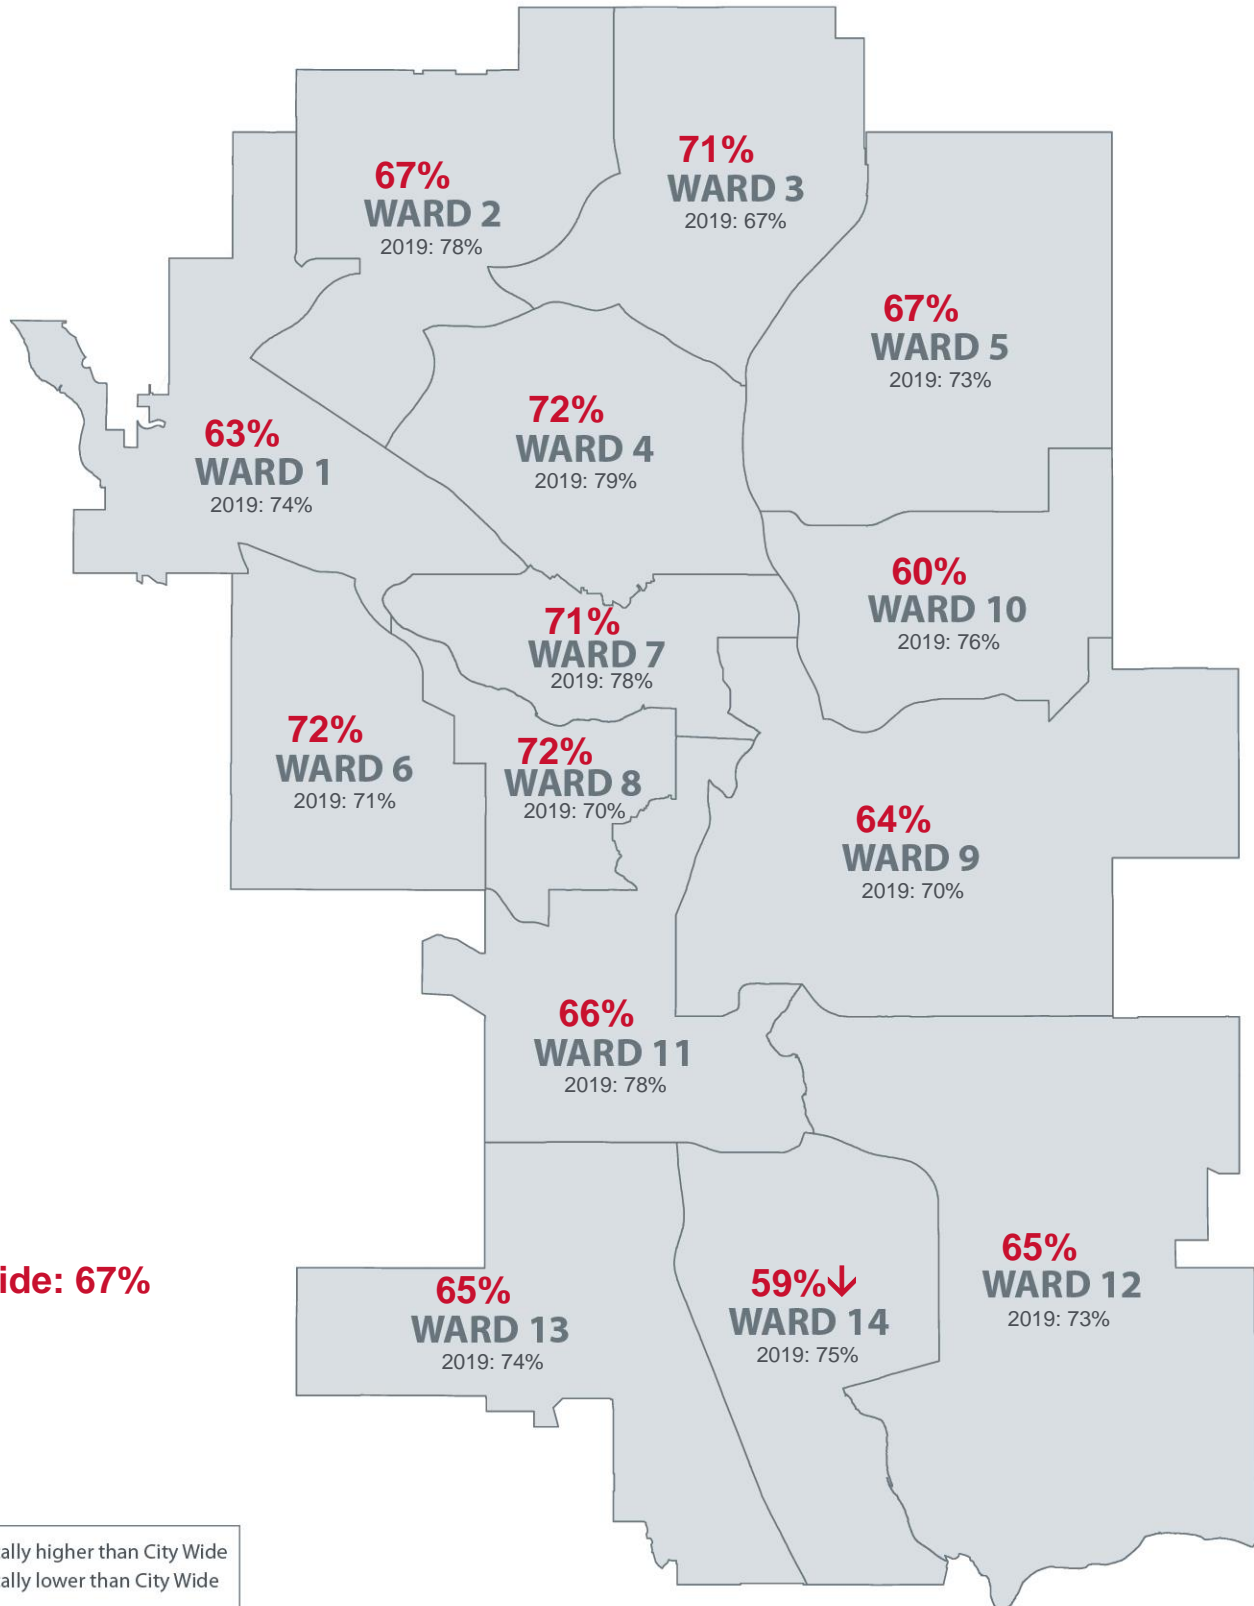 71%
WARD 3
2019: 67%
67%
WARD 2
2019: 78%
67%
WARD 5
2019: 73%
72%
WARD 4
2019: 79%
63%
WARD 1
2019: 74%
60%
WARD 10
2019: 76%
71%
WARD 7
2019: 78%
72%
WARD 6
2019: 71%
72%
WARD 8
2019: 70%
64%
WARD 9
2019: 70%
66%
WARD 11
2019: 78%
65%
WARD 12
2019: 73%
ide: 67%
65%
WARD 13
2019: 74%
59%↓
WARD 14
2019: 75%
ally higher than City Wide
ally lower than City Wide